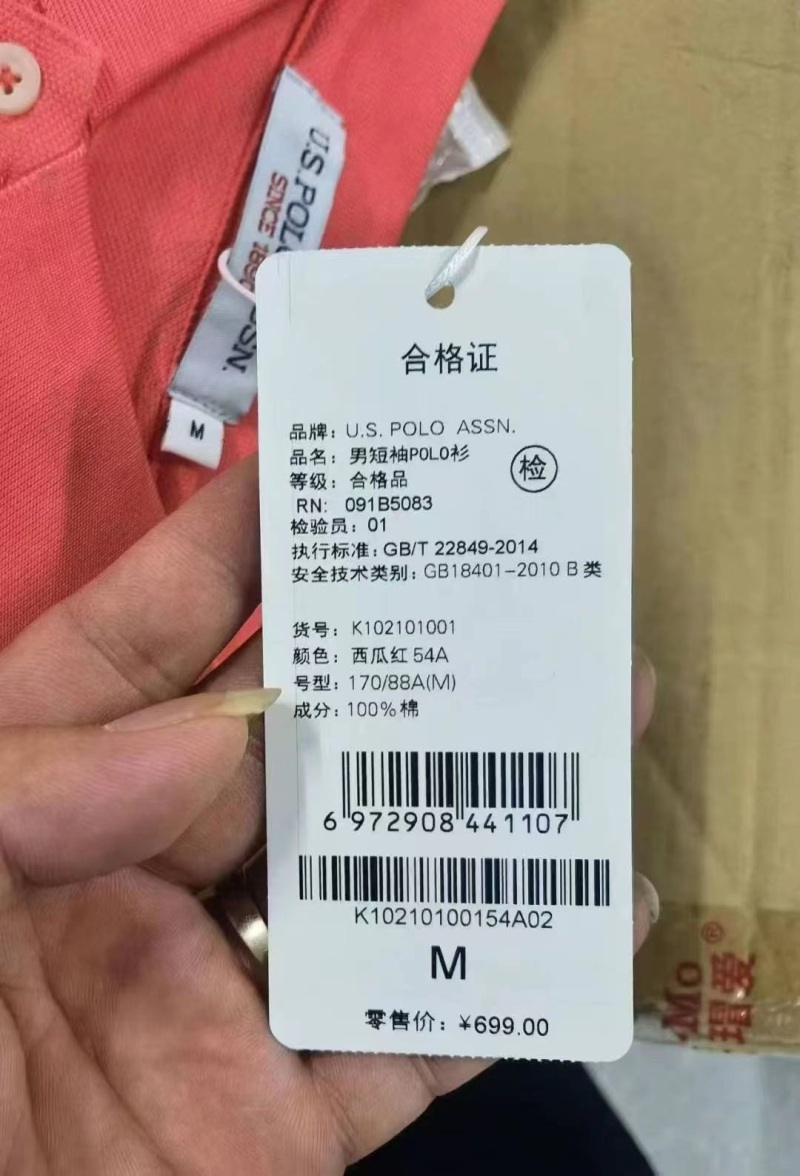 U.S. POLO
SINCE 1890
SSN.
M
合格证
品牌: U.S. POLO ASSN.
品名: 男短袖POLO衫
检
等级: 合格品
RN: 091B5083
检验员: 01
执行标准: GB/T 22849-2014
安全技术类别: GB18401-2010 B 类
货号: K102101001
颜色: 西瓜红 54A
号型: 170/88A(M)
成分: 100% 棉
6 972908 441107
K10210100154A02
M
零售价: ¥699.00
Mo
®